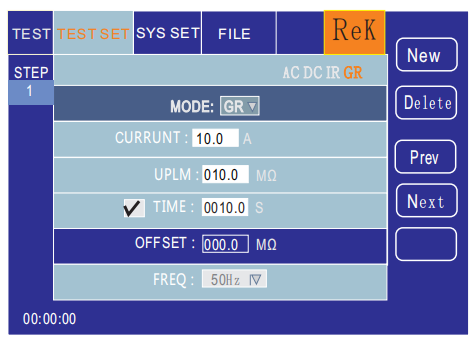 TEST TEST SET SYS SET FILE ReK
New
STEP AC DC IR GR
1
Delete
MODE: GR
CURRUNT : 10.0 A
Prev
UPLM : 010.0 MΩ
Next
TIME : 0010.0 S
OFFSET : 000.0 MΩ
FREQ : 50Hz
00:00:00